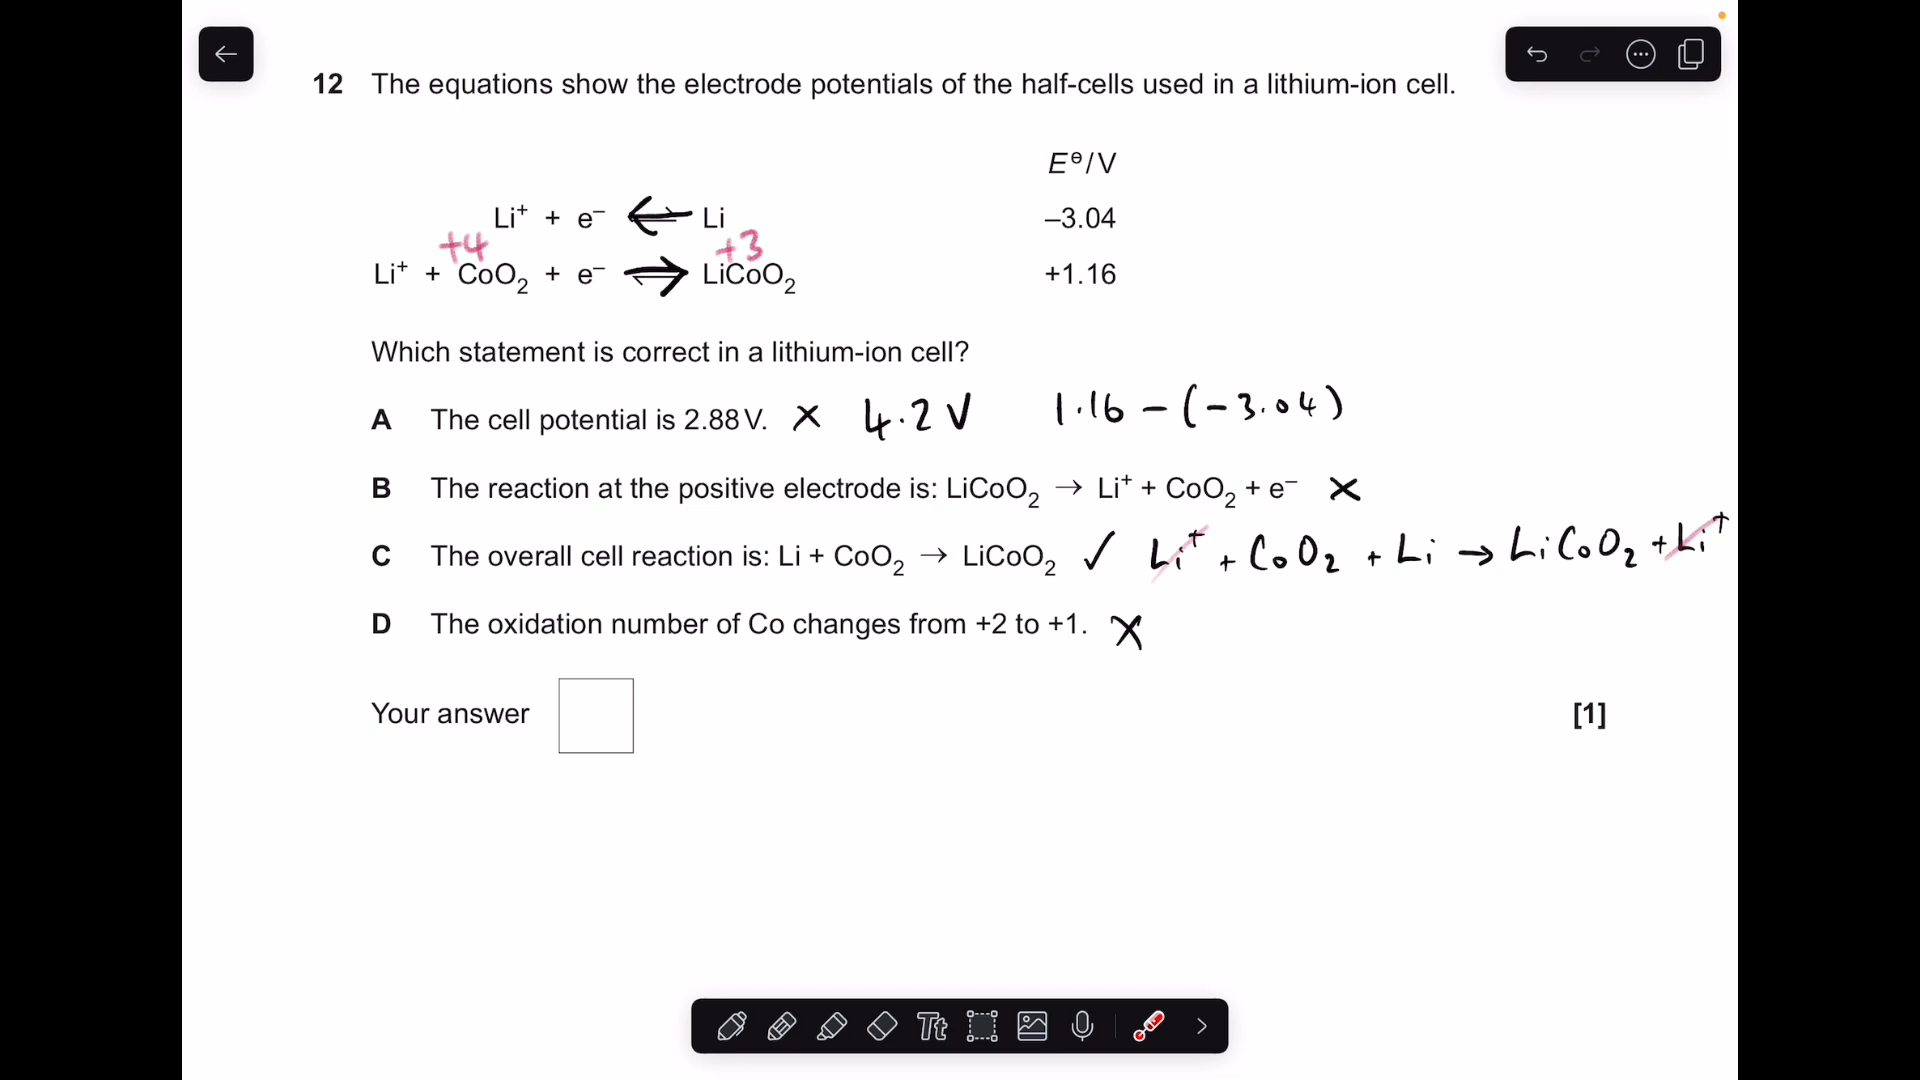 12 The equations show the electrode potentials of the half-cells used in a lithium-ion cell.
E⁰/V
Li⁺ + e⁻ ⇌ Li –3.04
+4 +3
Li⁺ + CoO₂ + e⁻ ⇌ LiCoO₂ +1.16
Which statement is correct in a lithium-ion cell?
A The cell potential is 2.88 V. ✗ 4.2 V 1.16 – (– 3.04)
B The reaction at the positive electrode is: LiCoO₂ → Li⁺ + CoO₂ + e⁻ ✗
C The overall cell reaction is: Li + CoO₂ → LiCoO₂ ✓ Li⁺ + CoO₂ + Li → LiCoO₂ + Li⁺
D The oxidation number of Co changes from +2 to +1. ✗
Your answer [1]
Tt